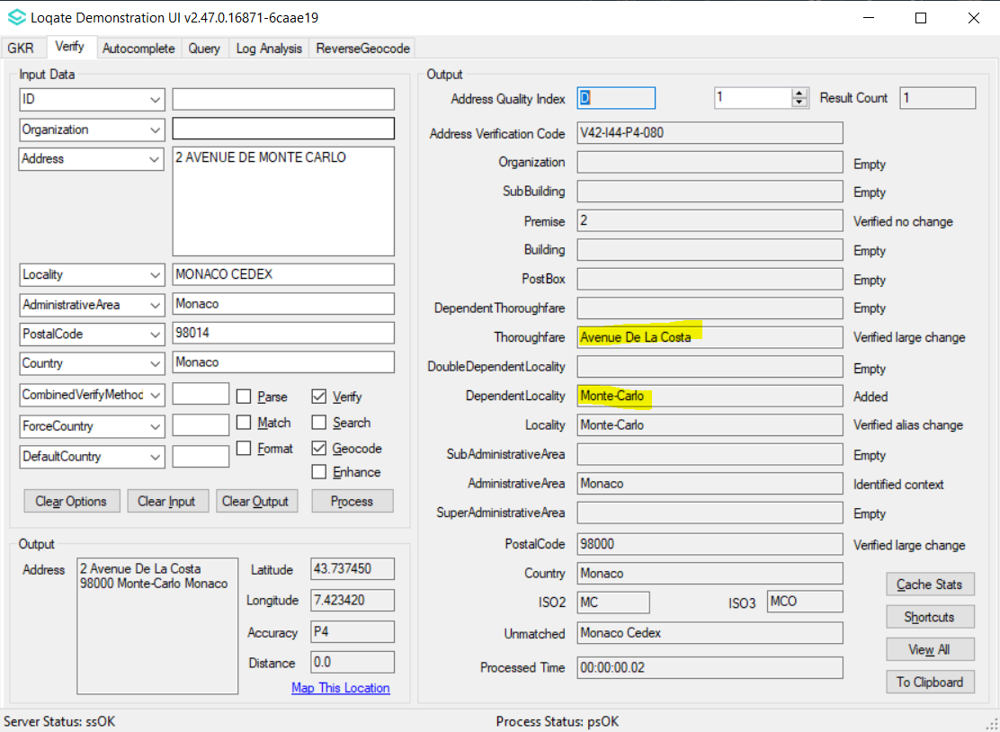 Loqate Demonstration UI v2.47.0.16871-6caae19
GKR Verify Autocomplete Query Log Analysis ReverseGeocode
Input Data
ID
Organization
Address 2 AVENUE DE MONTE CARLO
Locality MONACO CEDEX
AdministrativeArea Monaco
PostalCode 98014
Country Monaco
CombinedVerifyMethod Parse Verify
ForceCountry Match Search
DefaultCountry Format Geocode
Enhance
Clear Options Clear Input Clear Output Process
Output
Address 2 Avenue De La Costa
98000 Monte-Carlo Monaco
Latitude 43.737450
Longitude 7.423420
Accuracy P4
Distance 0.0
Map This Location
Output
Address Quality Index D 1 Result Count 1
Address Verification Code V42-I44-P4-080
Organization Empty
SubBuilding Empty
Premise 2 Verified no change
Building Empty
PostBox Empty
DependentThoroughfare Empty
Thoroughfare Avenue De La Costa Verified large change
DoubleDependentLocality Empty
DependentLocality Monte-Carlo Added
Locality Monte-Carlo Verified alias change
SubAdministrativeArea Empty
AdministrativeArea Monaco Identified context
SuperAdministrativeArea Empty
PostalCode 98000 Verified large change
Country Monaco
ISO2 MC ISO3 MCO
Unmatched Monaco Cedex
Processed Time 00:00:00.02
Cache Stats
Shortcuts
View All
To Clipboard
Server Status: ssOK Process Status: psOK